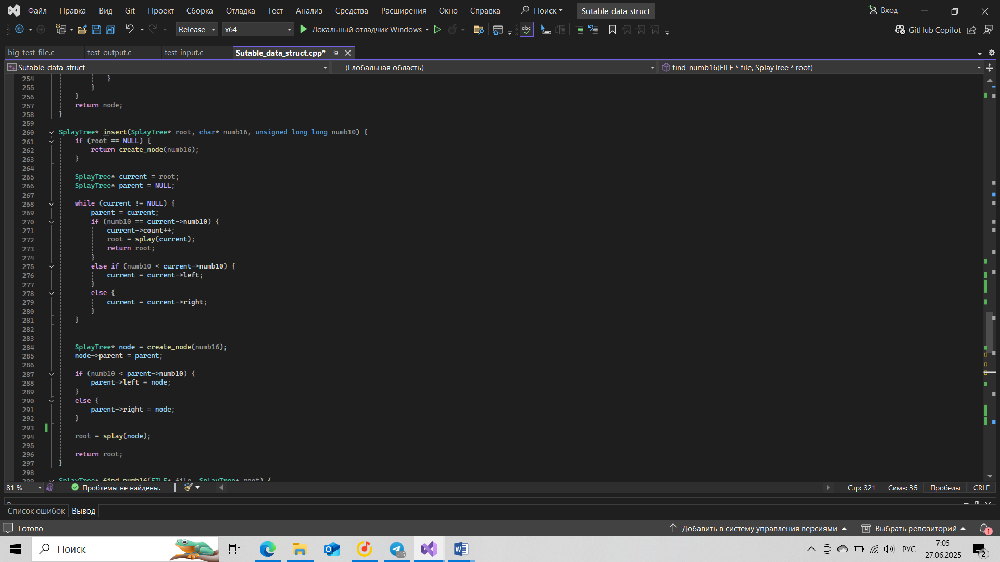 Файл Правка Вид Git Проект Сборка Отладка Тест Анализ Средства Расширения Окно Справка Поиск Sutable_data_struct Вход
Release x64 Локальный отладчик Windows abc GitHub Copilot
big_test_file.c test_output.c test_input.c Sutable_data_struct.cpp*
Sutable_data_struct (Глобальная область) find_numb16(FILE * file, SplayTree * root)
254 }
255 }
256 }
257 return node;
258 }
259
260 SplayTree* insert(SplayTree* root, char* numb16, unsigned long long numb10) {
261 if (root == NULL) {
262 return create_node(numb16);
263 }
264
265 SplayTree* current = root;
266 SplayTree* parent = NULL;
267
268 while (current != NULL) {
269 parent = current;
270 if (numb10 == current->numb10) {
271 current->count++;
272 root = splay(current);
273 return root;
274 }
275 else if (numb10 < current->numb10) {
276 current = current->left;
277 }
278 else {
279 current = current->right;
280 }
281 }
282
283
284 SplayTree* node = create_node(numb16);
285 node->parent = parent;
286
287 if (numb10 < parent->numb10) {
288 parent->left = node;
289 }
290 else {
291 parent->right = node;
292 }
293
294 root = splay(node);
295
296 return root;
297 }
298
299 SplayTree* find_numb16(FILE* file, SplayTree* root) {
81 % Проблемы не найдены. Стр: 321 Симв: 35 Пробелы CRLF
Вывод
Список ошибок Вывод
Готово Добавить в систему управления версиями Выбрать репозиторий 1
Поиск 15 РУС 7:05
27.06.2025 2